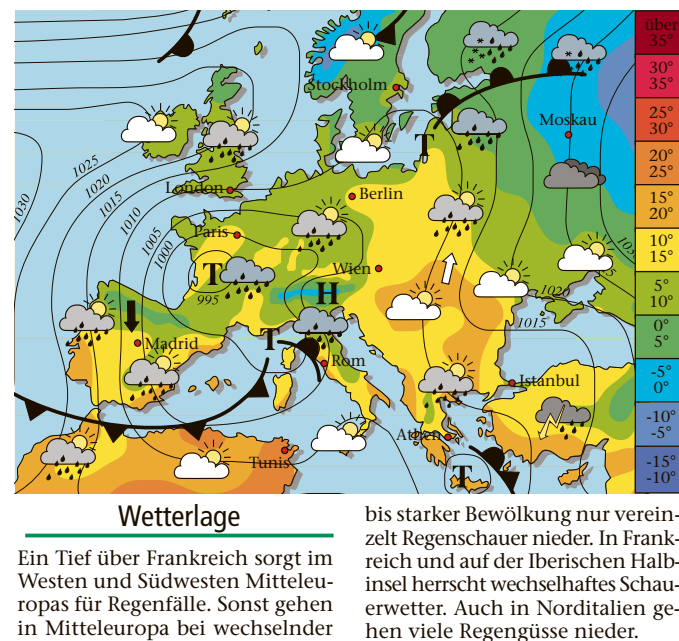 über
35°
30°
35°
25°
30°
20°
25°
15°
20°
10°
15°
5°
10°
0°
5°
-5°
0°
-10°
-5°
-15°
-10°
Stockholm
Moskau
T
1025
1020
1015
1010
1005
1000
1030
London
Berlin
Paris
Wien
T
995
H
1020
1015
1035
Madrid
T
Rom
Istanbul
Athen
Tunis
T
Wetterlage
Ein Tief über Frankreich sorgt im
Westen und Südwesten Mitteleu-
ropas für Regenfälle. Sonst gehen
in Mitteleuropa bei wechselnder
bis starker Bewölkung nur verein-
zelt Regenschauer nieder. In Frank-
reich und auf der Iberischen Halb-
insel herrscht wechselhaftes Schau-
erwetter. Auch in Norditalien ge-
hen viele Regengüsse nieder.